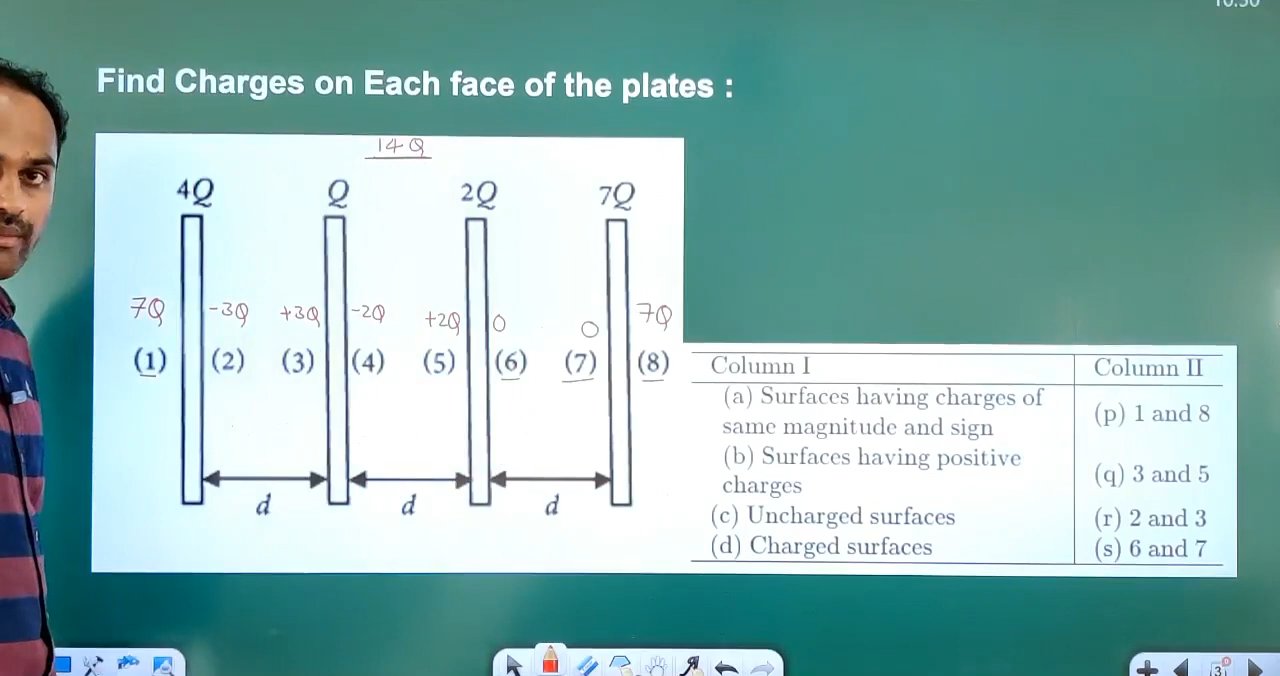 Find Charges on Each face of the plates :
14Q
4Q Q 2Q 7Q
7Q -3Q +3Q -2Q +2Q 0 0 7Q
(1) (2) (3) (4) (5) (6) (7) (8)
d d d
Column I Column II
(a) Surfaces having charges of
same magnitude and sign
(p) 1 and 8
(b) Surfaces having positive
charges
(q) 3 and 5
(c) Uncharged surfaces (r) 2 and 3
(d) Charged surfaces (s) 6 and 7
3